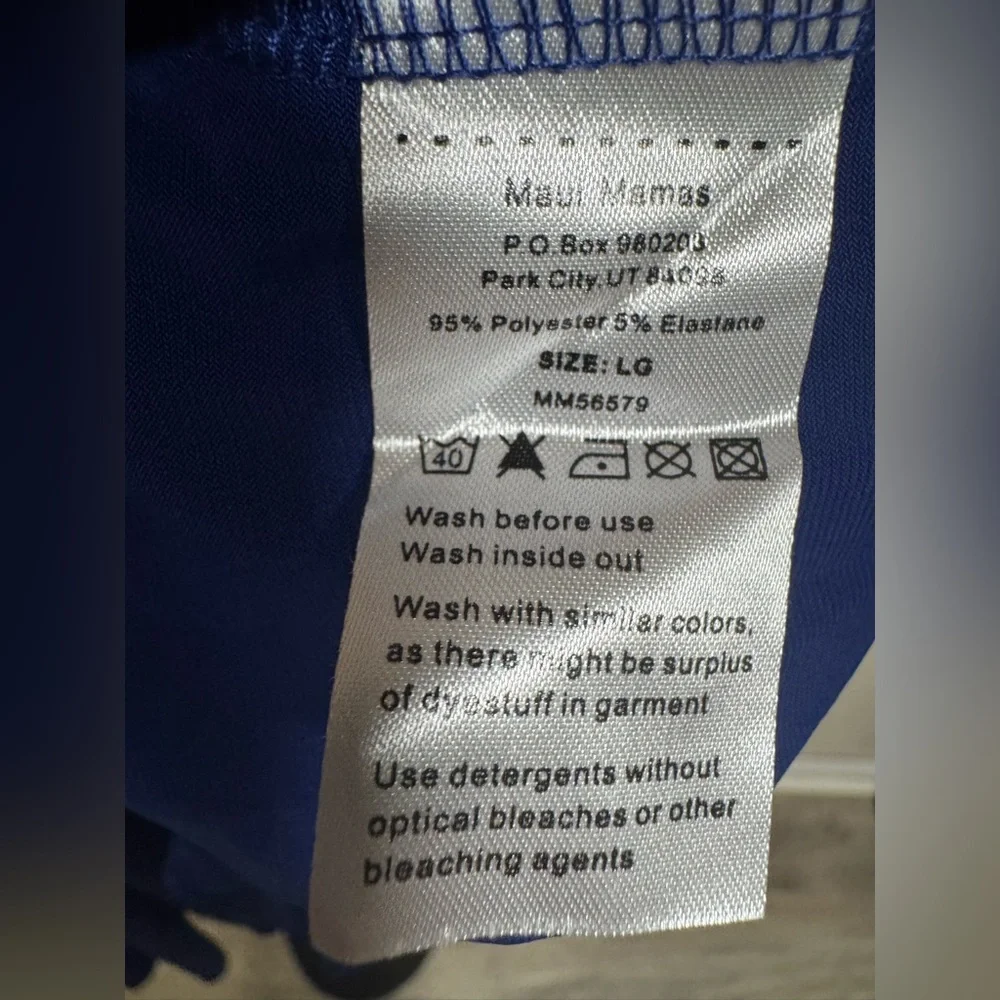 Maui Mamas
P.O.Box 980208
Park City, UT 84098
95% Polyester 5% Elastane
SIZE: LG
MM56579
40
Wash before use
Wash inside out
Wash with similar colors,
as there might be surplus
of dyestuff in garment
Use detergents without
optical bleaches or other
bleaching agents